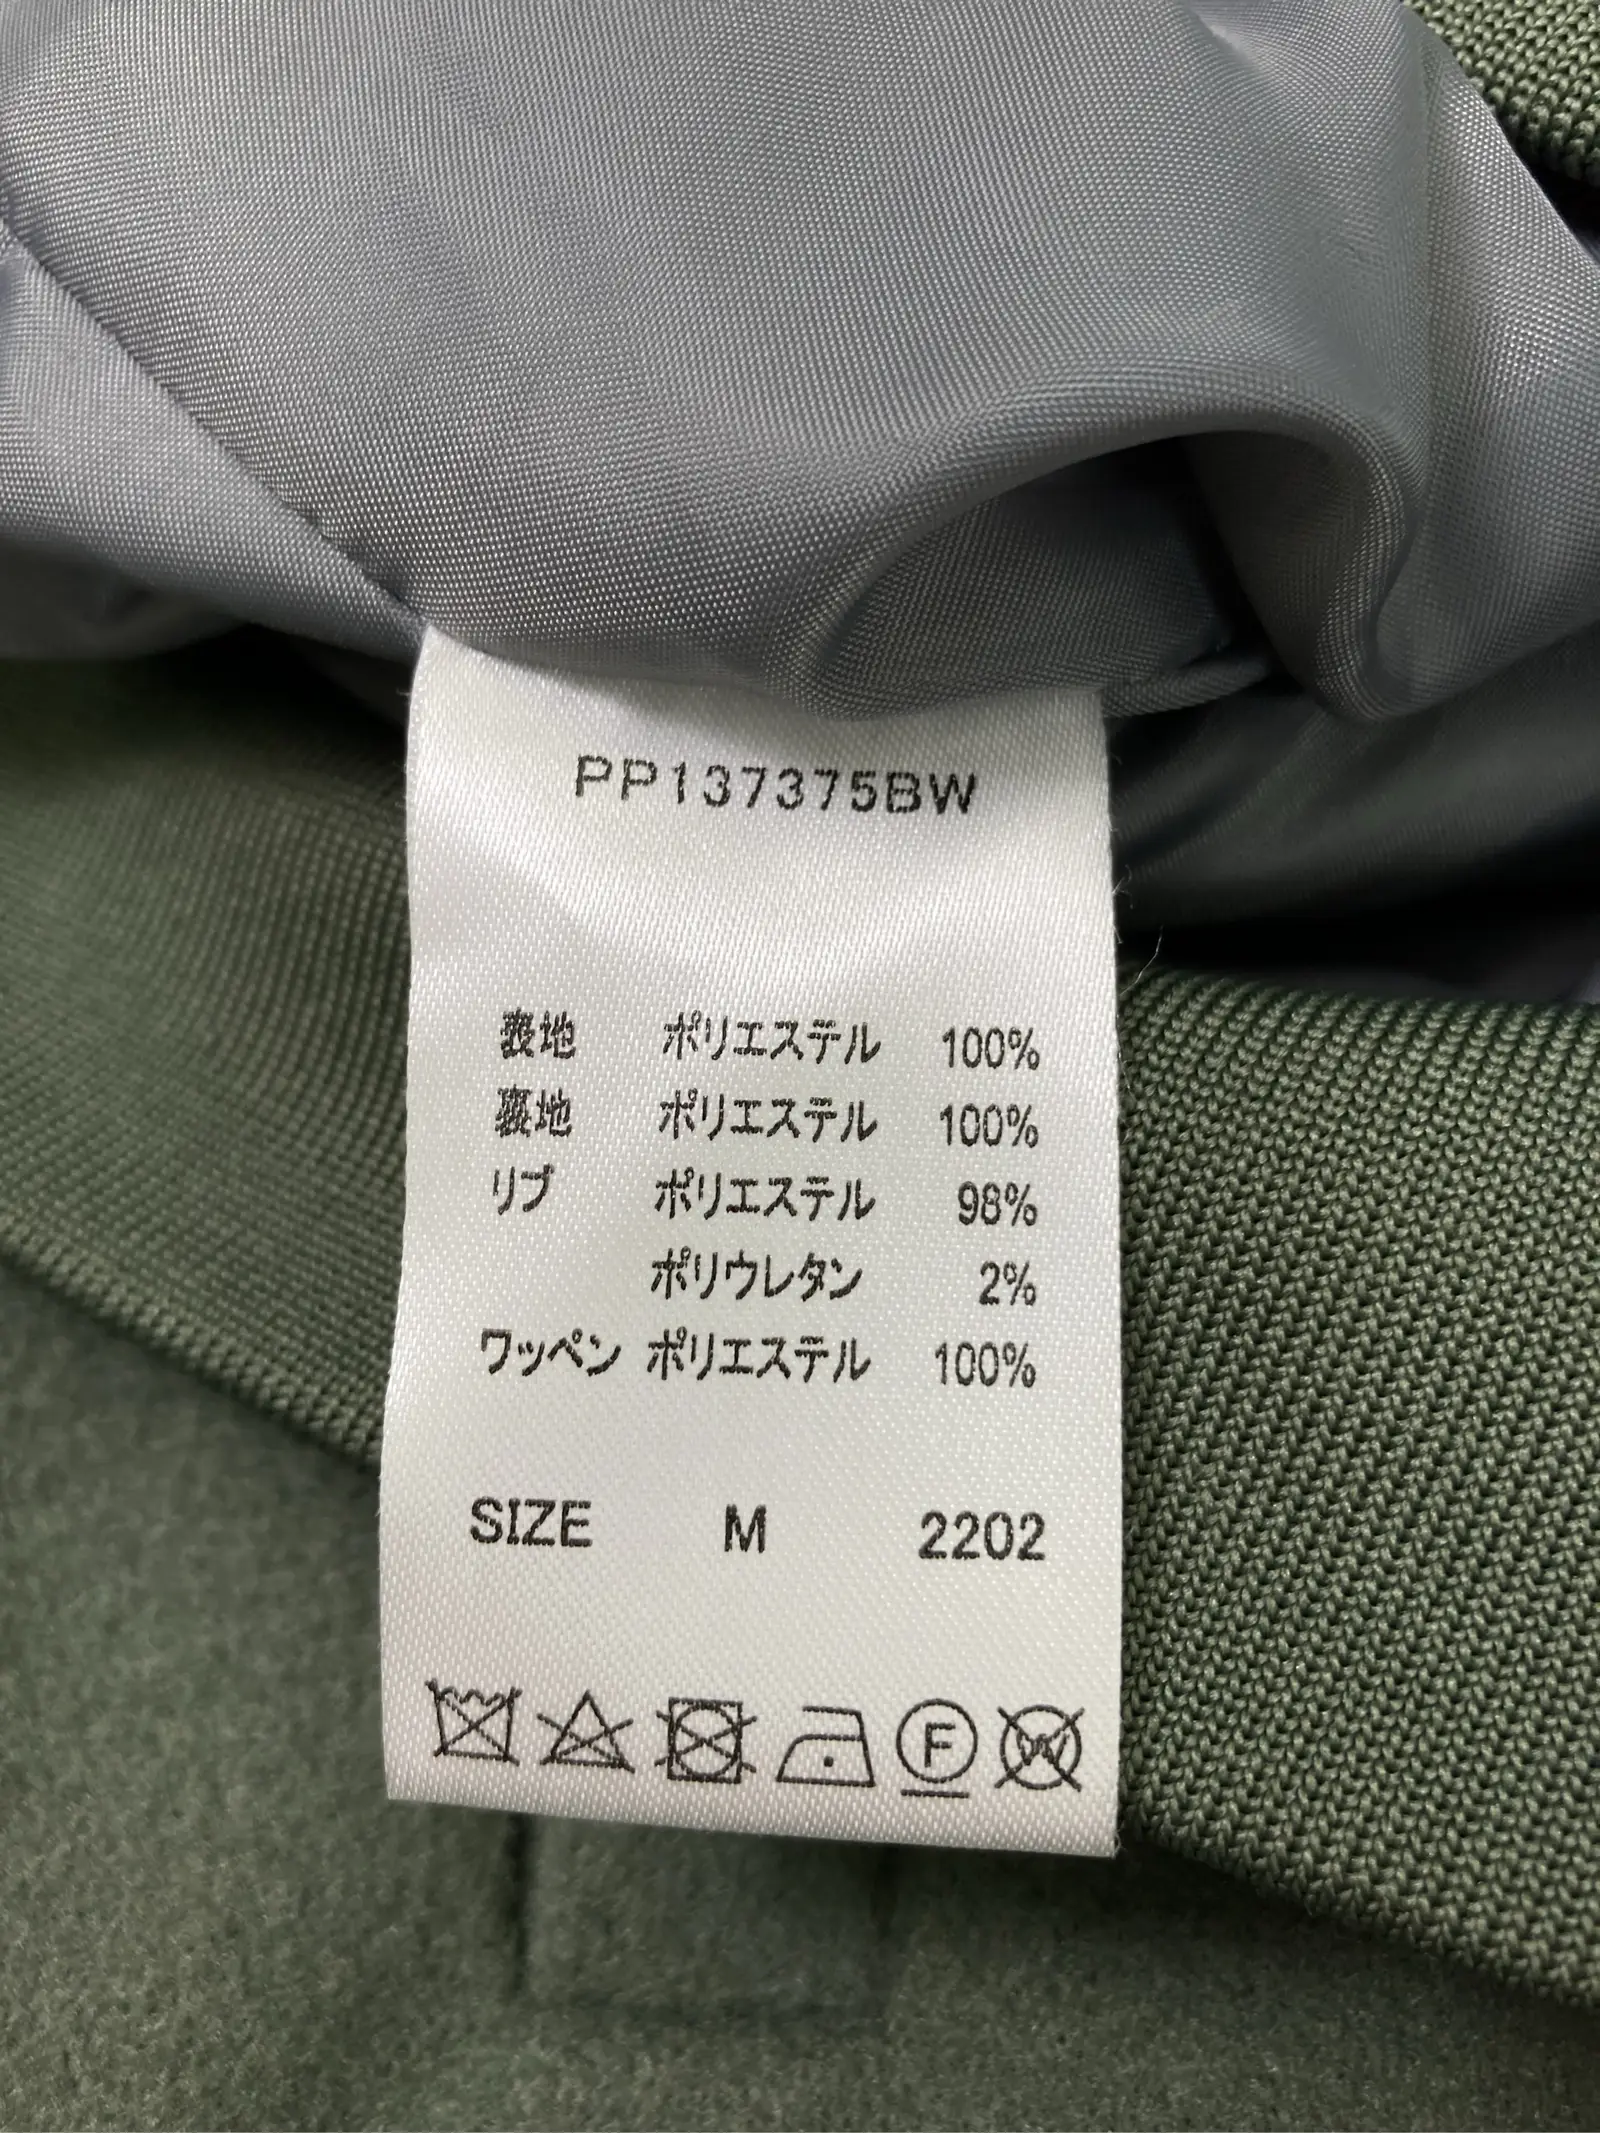 PP137375BW
表地 ポリエステル 100%
裏地 ポリエステル 100%
リブ ポリエステル 98%
ポリウレタン 2%
ワッペン ポリエステル 100%
SIZE M 2202
F W